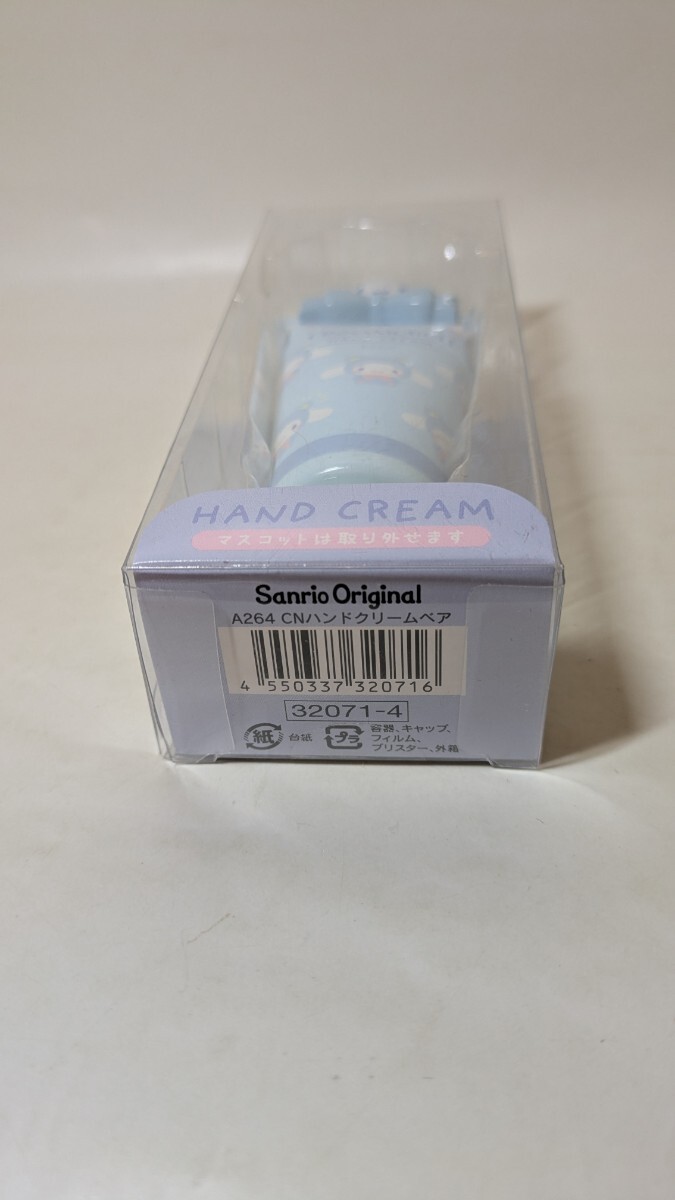 HAND CREAM
マスコットは取り外せます
Sanrio Original
A264 CNハンドクリームベア
4 550337 320716
32071-4
紙 台紙
プラ 容器、キャップ、
フィルム、
ブリスター、外箱